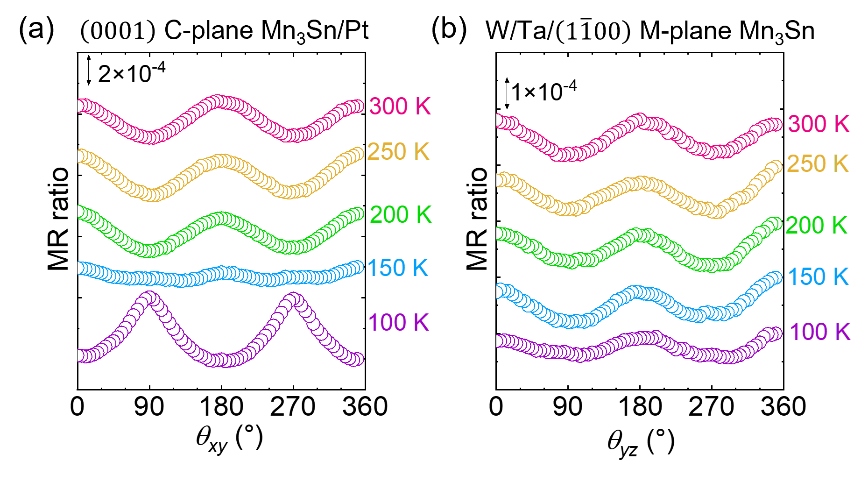 (a) (0001) C-plane Mn₃Sn/Pt
2×10⁻⁴
300 K
250 K
200 K
150 K
100 K
MR ratio
0 90 180 270 360
θxy (°)
(b) W/Ta/(11̄00) M-plane Mn₃Sn
1×10⁻⁴
300 K
250 K
200 K
150 K
100 K
MR ratio
0 90 180 270 360
θyz (°)